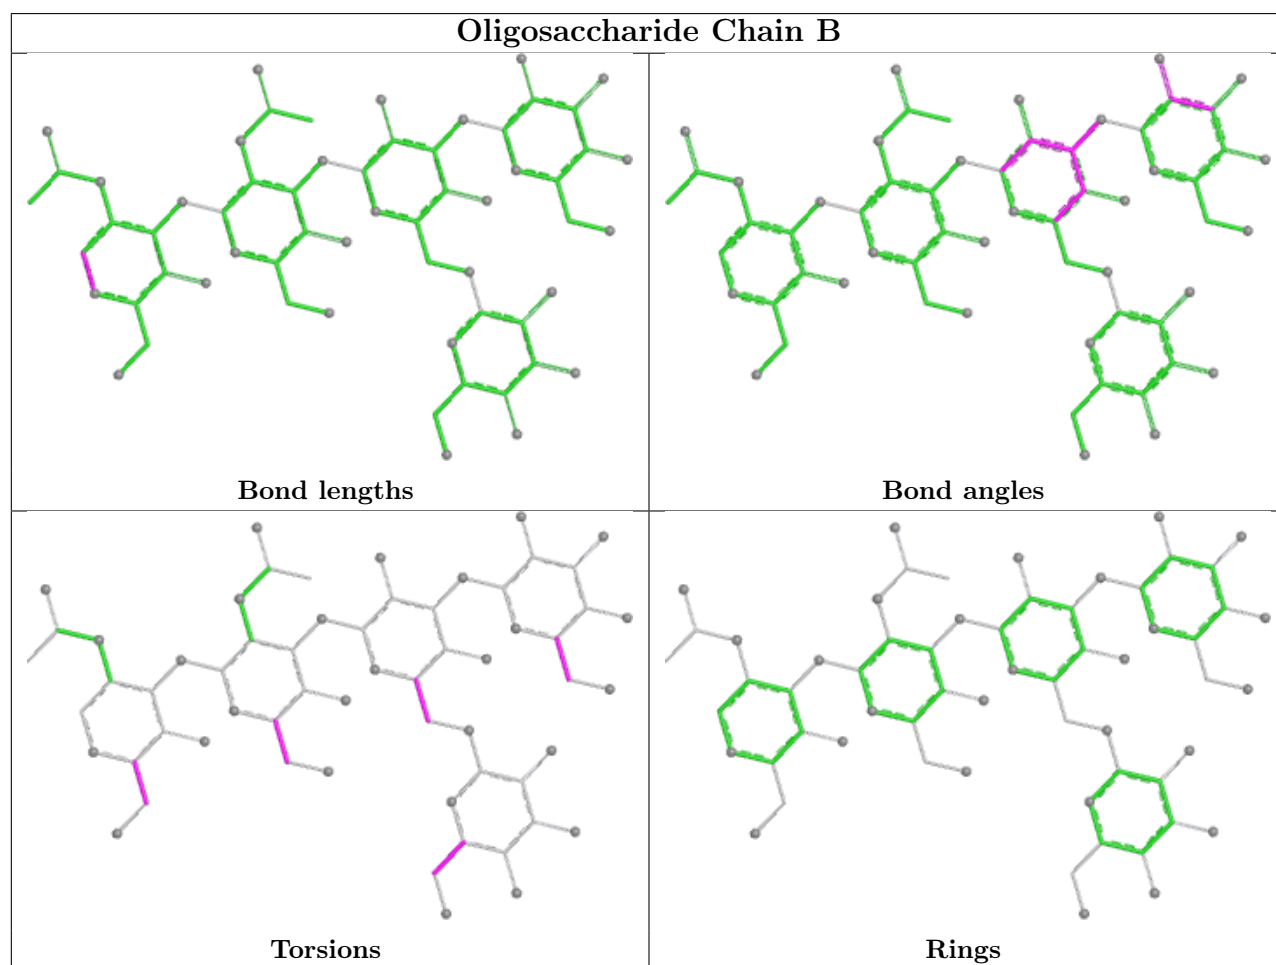 Oligosaccharide Chain B
Bond lengths
Bond angles
Torsions
Rings